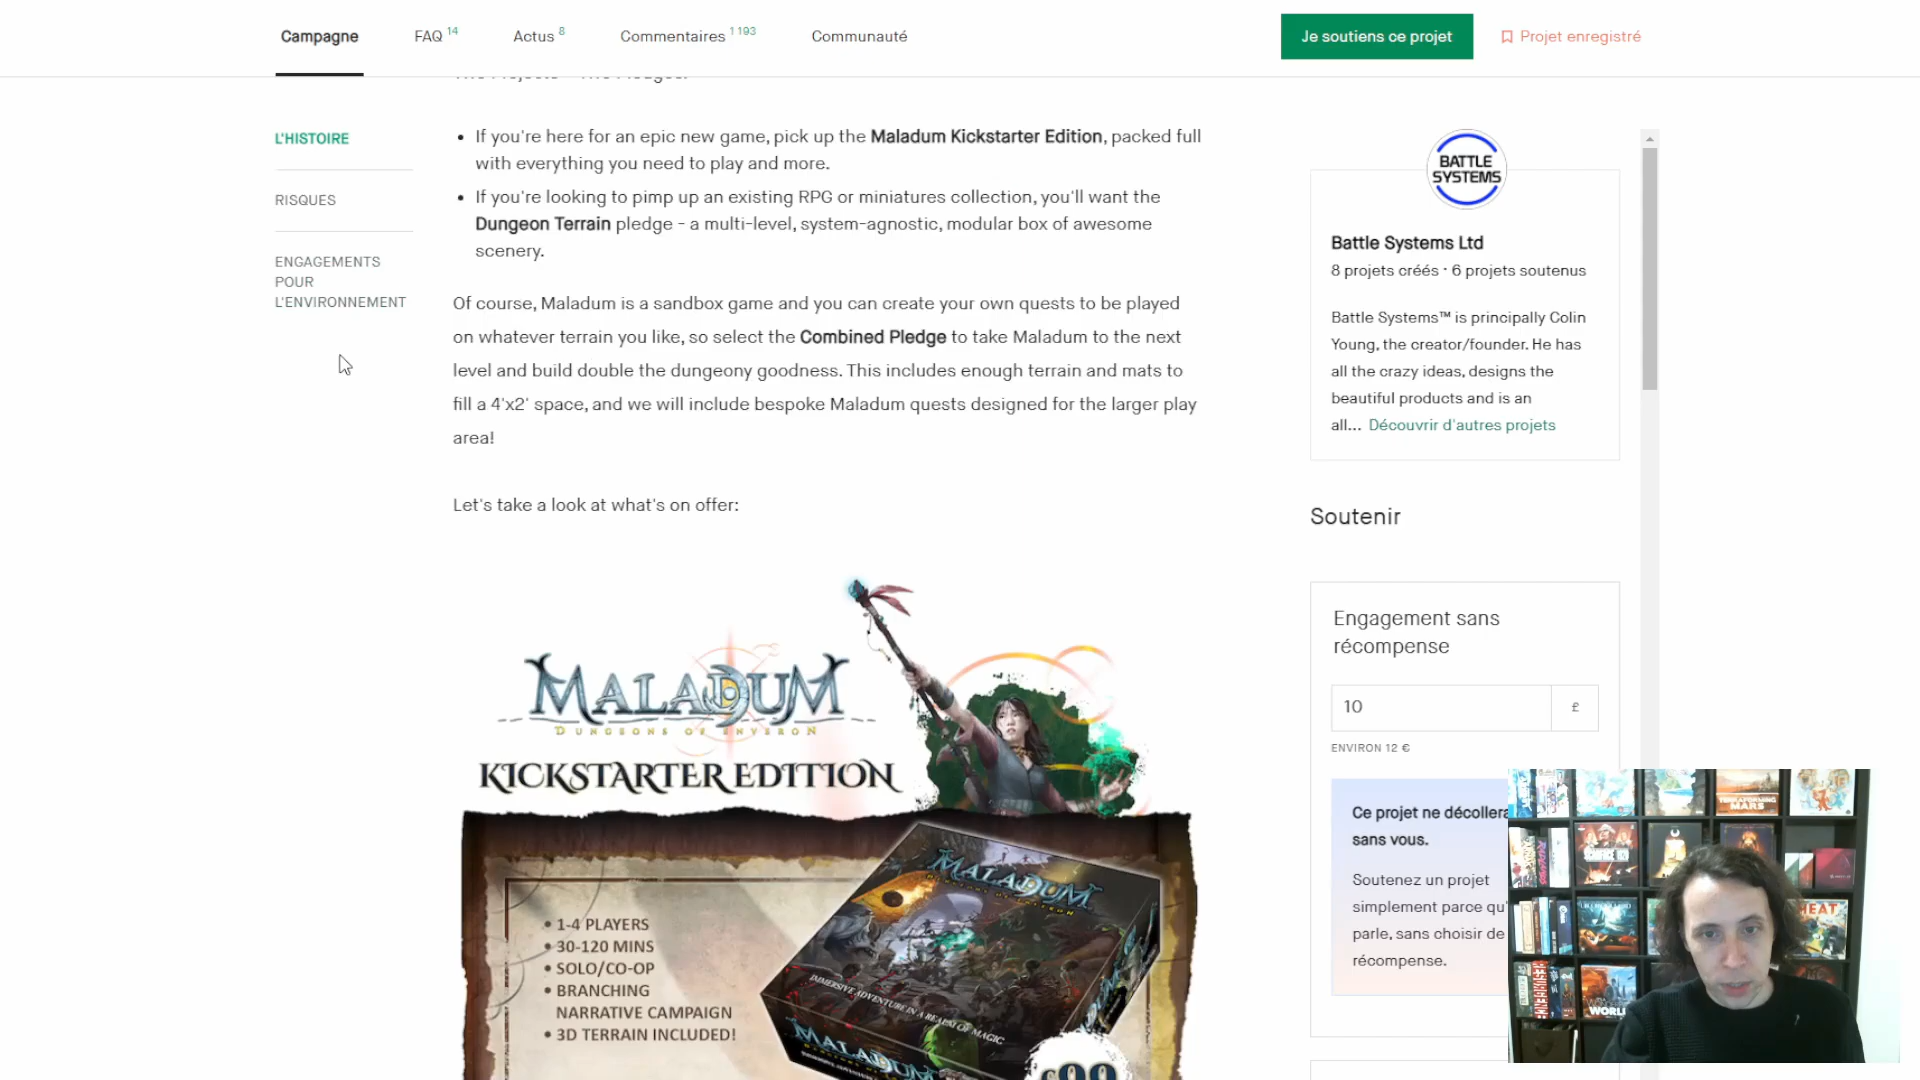 Campagne
FAQ 14
Actus 8
Commentaires 1 193
Communauté
Je soutiens ce projet
Projet enregistré
L'HISTOIRE
RISQUES
ENGAGEMENTS
POUR
L'ENVIRONNEMENT
• If you're here for an epic new game, pick up the Maladum Kickstarter Edition, packed full
with everything you need to play and more.
• If you're looking to pimp up an existing RPG or miniatures collection, you'll want the
Dungeon Terrain pledge - a multi-level, system-agnostic, modular box of awesome
scenery.
Of course, Maladum is a sandbox game and you can create your own quests to be played
on whatever terrain you like, so select the Combined Pledge to take Maladum to the next
level and build double the dungeony goodness. This includes enough terrain and mats to
fill a 4'x2' space, and we will include bespoke Maladum quests designed for the larger play
area!
Let's take a look at what's on offer:
MALADUM
DUNGEONS OF ENVERON
KICKSTARTER EDITION
• 1-4 PLAYERS
• 30-120 MINS
• SOLO/CO-OP
• BRANCHING
NARRATIVE CAMPAIGN
• 3D TERRAIN INCLUDED!
MALADUM
IMMERSIVE ADVENTURE IN A REALM OF MAGIC
MALADUM
BATTLE
SYSTEMS
Battle Systems Ltd
8 projets créés · 6 projets soutenus
Battle Systems™ is principally Colin
Young, the creator/founder. He has
all the crazy ideas, designs the
beautiful products and is an
all... Découvrir d'autres projets
Soutenir
Engagement sans
récompense
10 £
ENVIRON 12 €
Ce projet ne décollera
sans vous.
Soutenez un projet
simplement parce qu'
parle, sans choisir de
récompense.
TERRAFORMING
MARS
HEAT
WORL